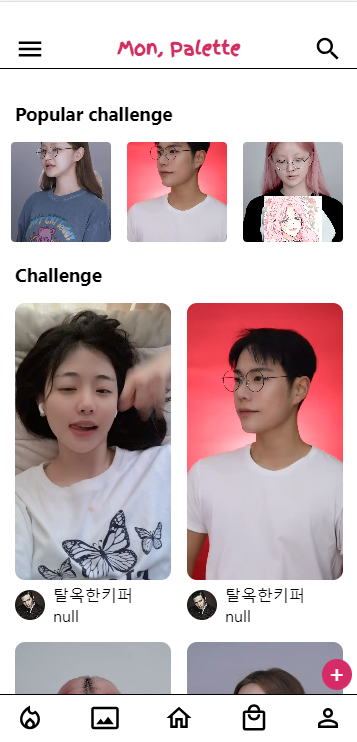 Mon, Palette
Popular challenge
Challenge
탈옥한키퍼
null
탈옥한키퍼
null